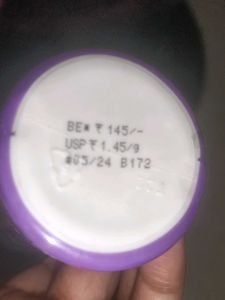 BE* ₹ 145/-
USP ₹ 1.45/g
#03/24 B172